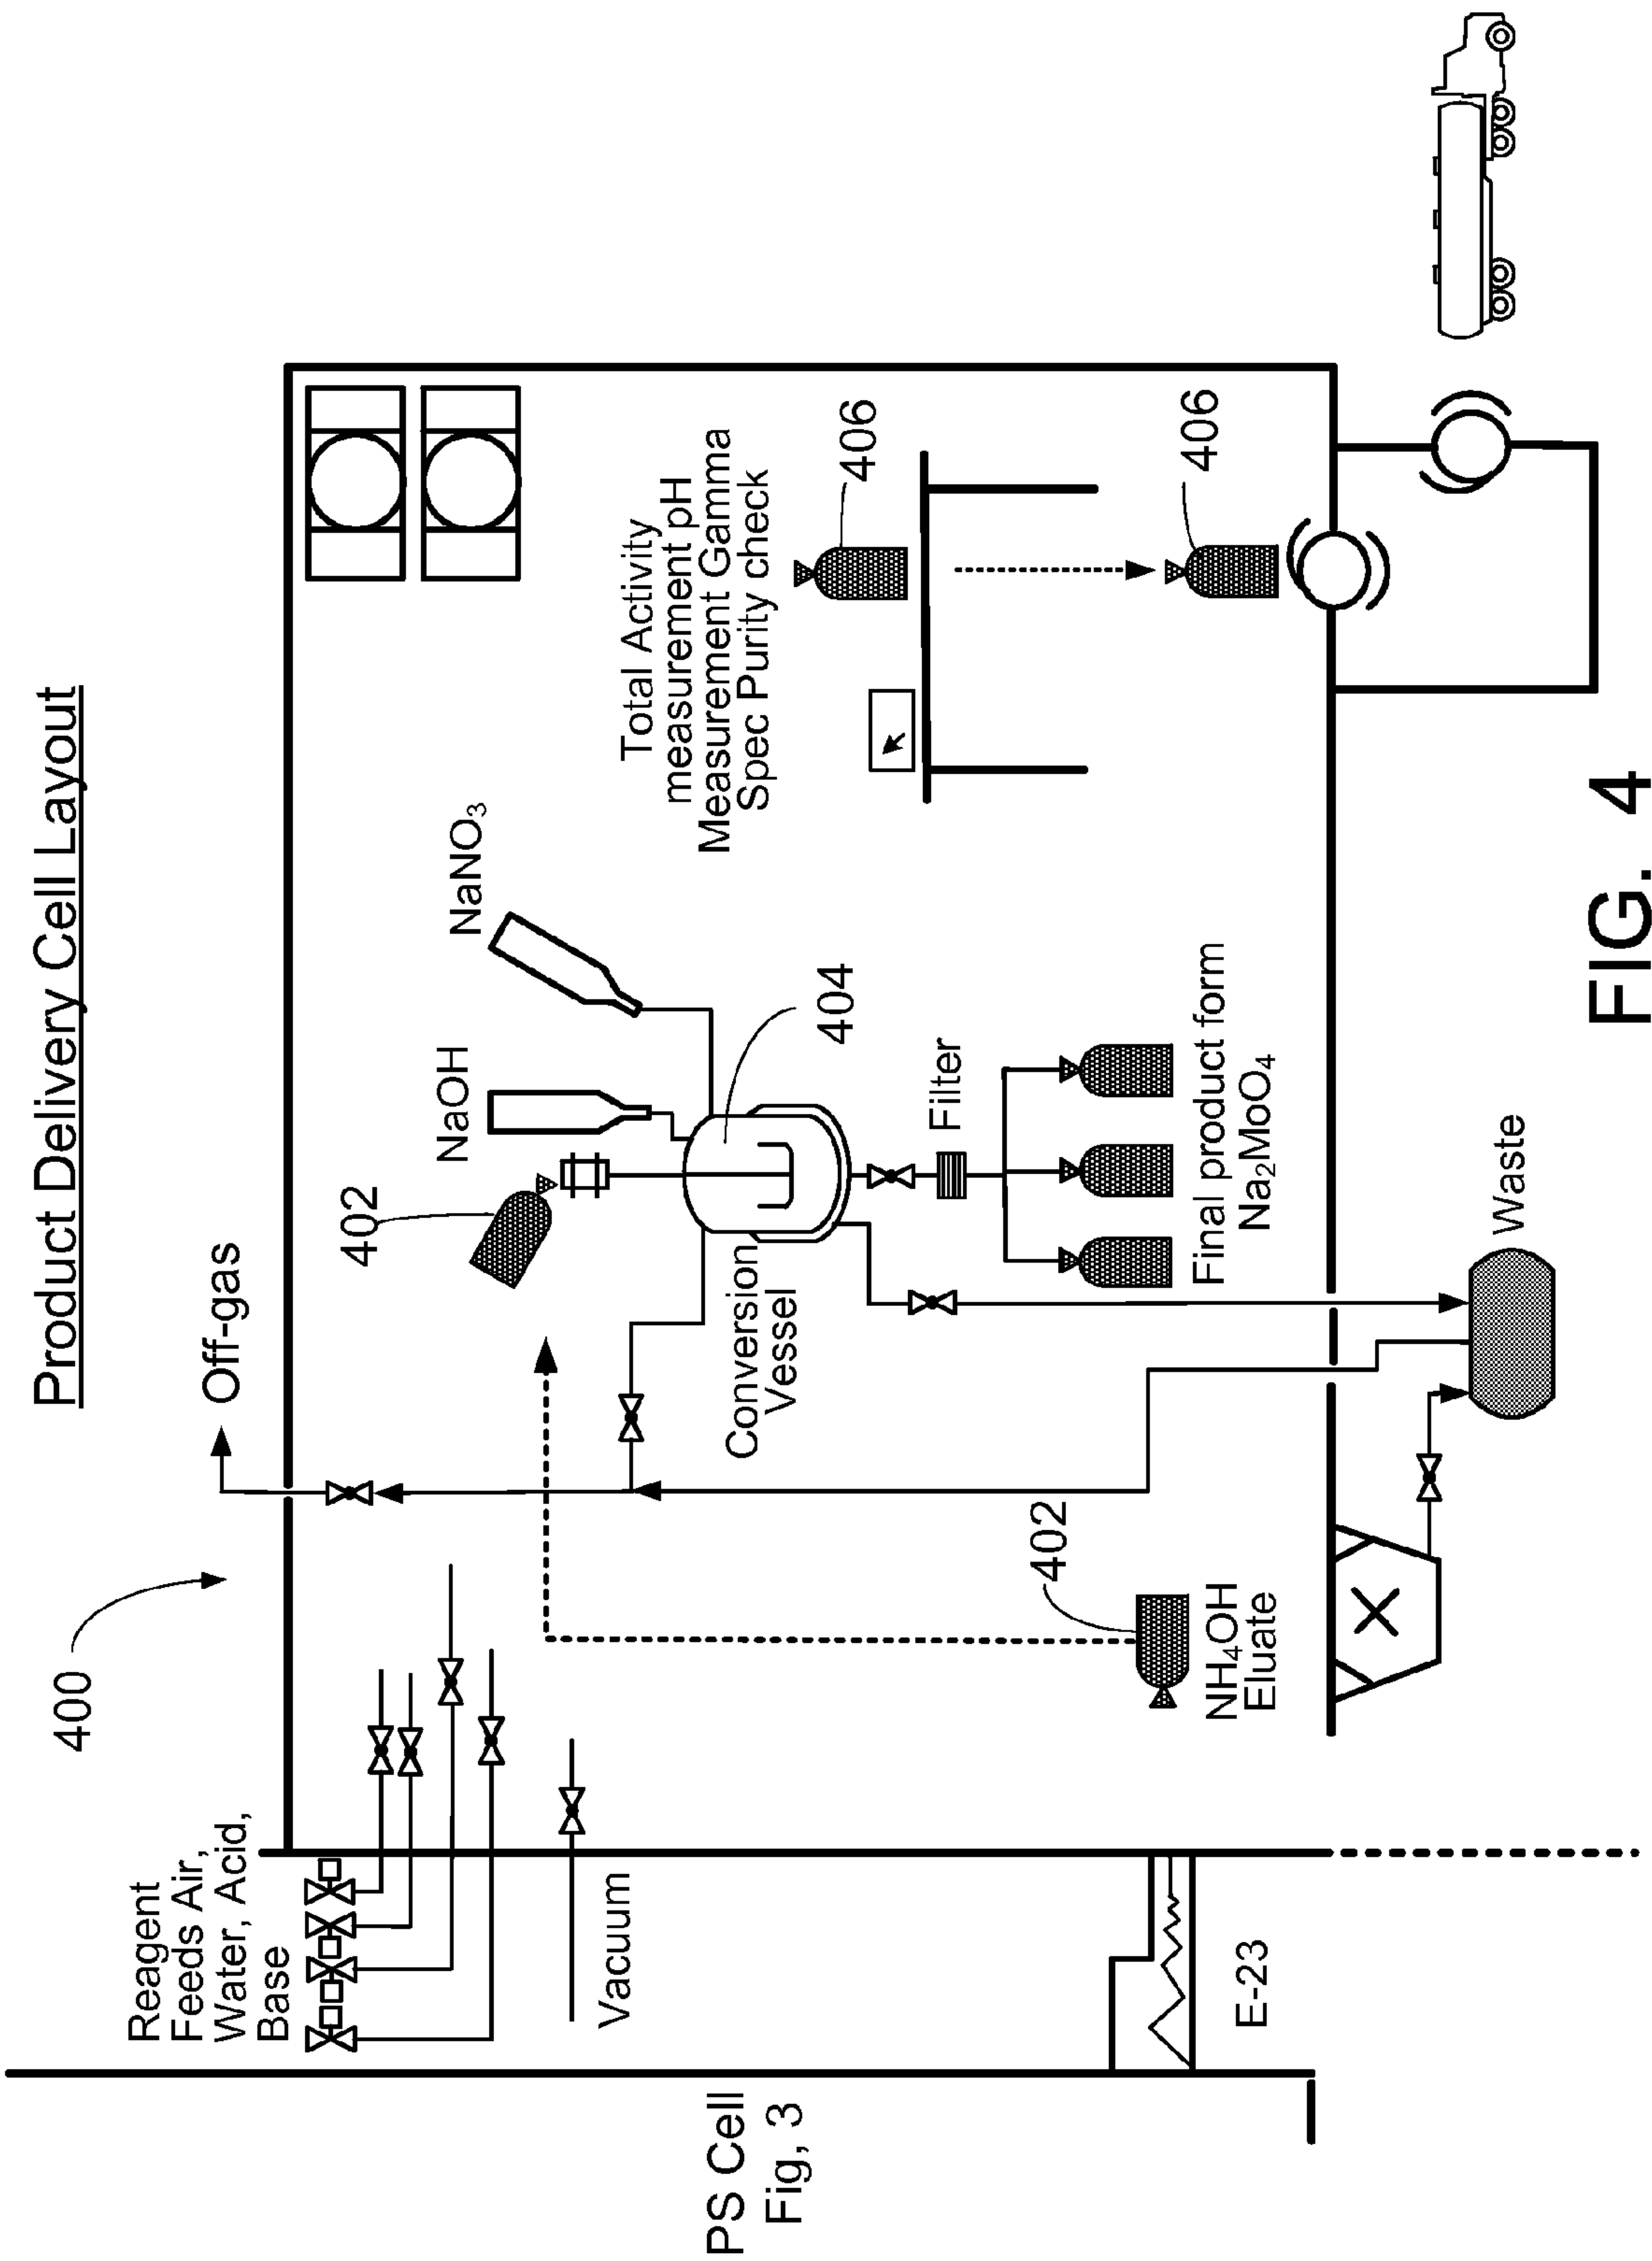 Product Delivery Cell Layout
400
Off-gas
Reagent
Feeds Air,
Water, Acid,
Base
Vacuum
PS Cell
Fig, 3
E-23
402
NaOH
NaNO3
404
Conversion
Vessel
Filter
Final product form
Na2MoO4
402
NH4OH
Eluate
Waste
Total Activity
measurement pH
Measurement Gamma
Spec Purity check
406
406
FIG. 4